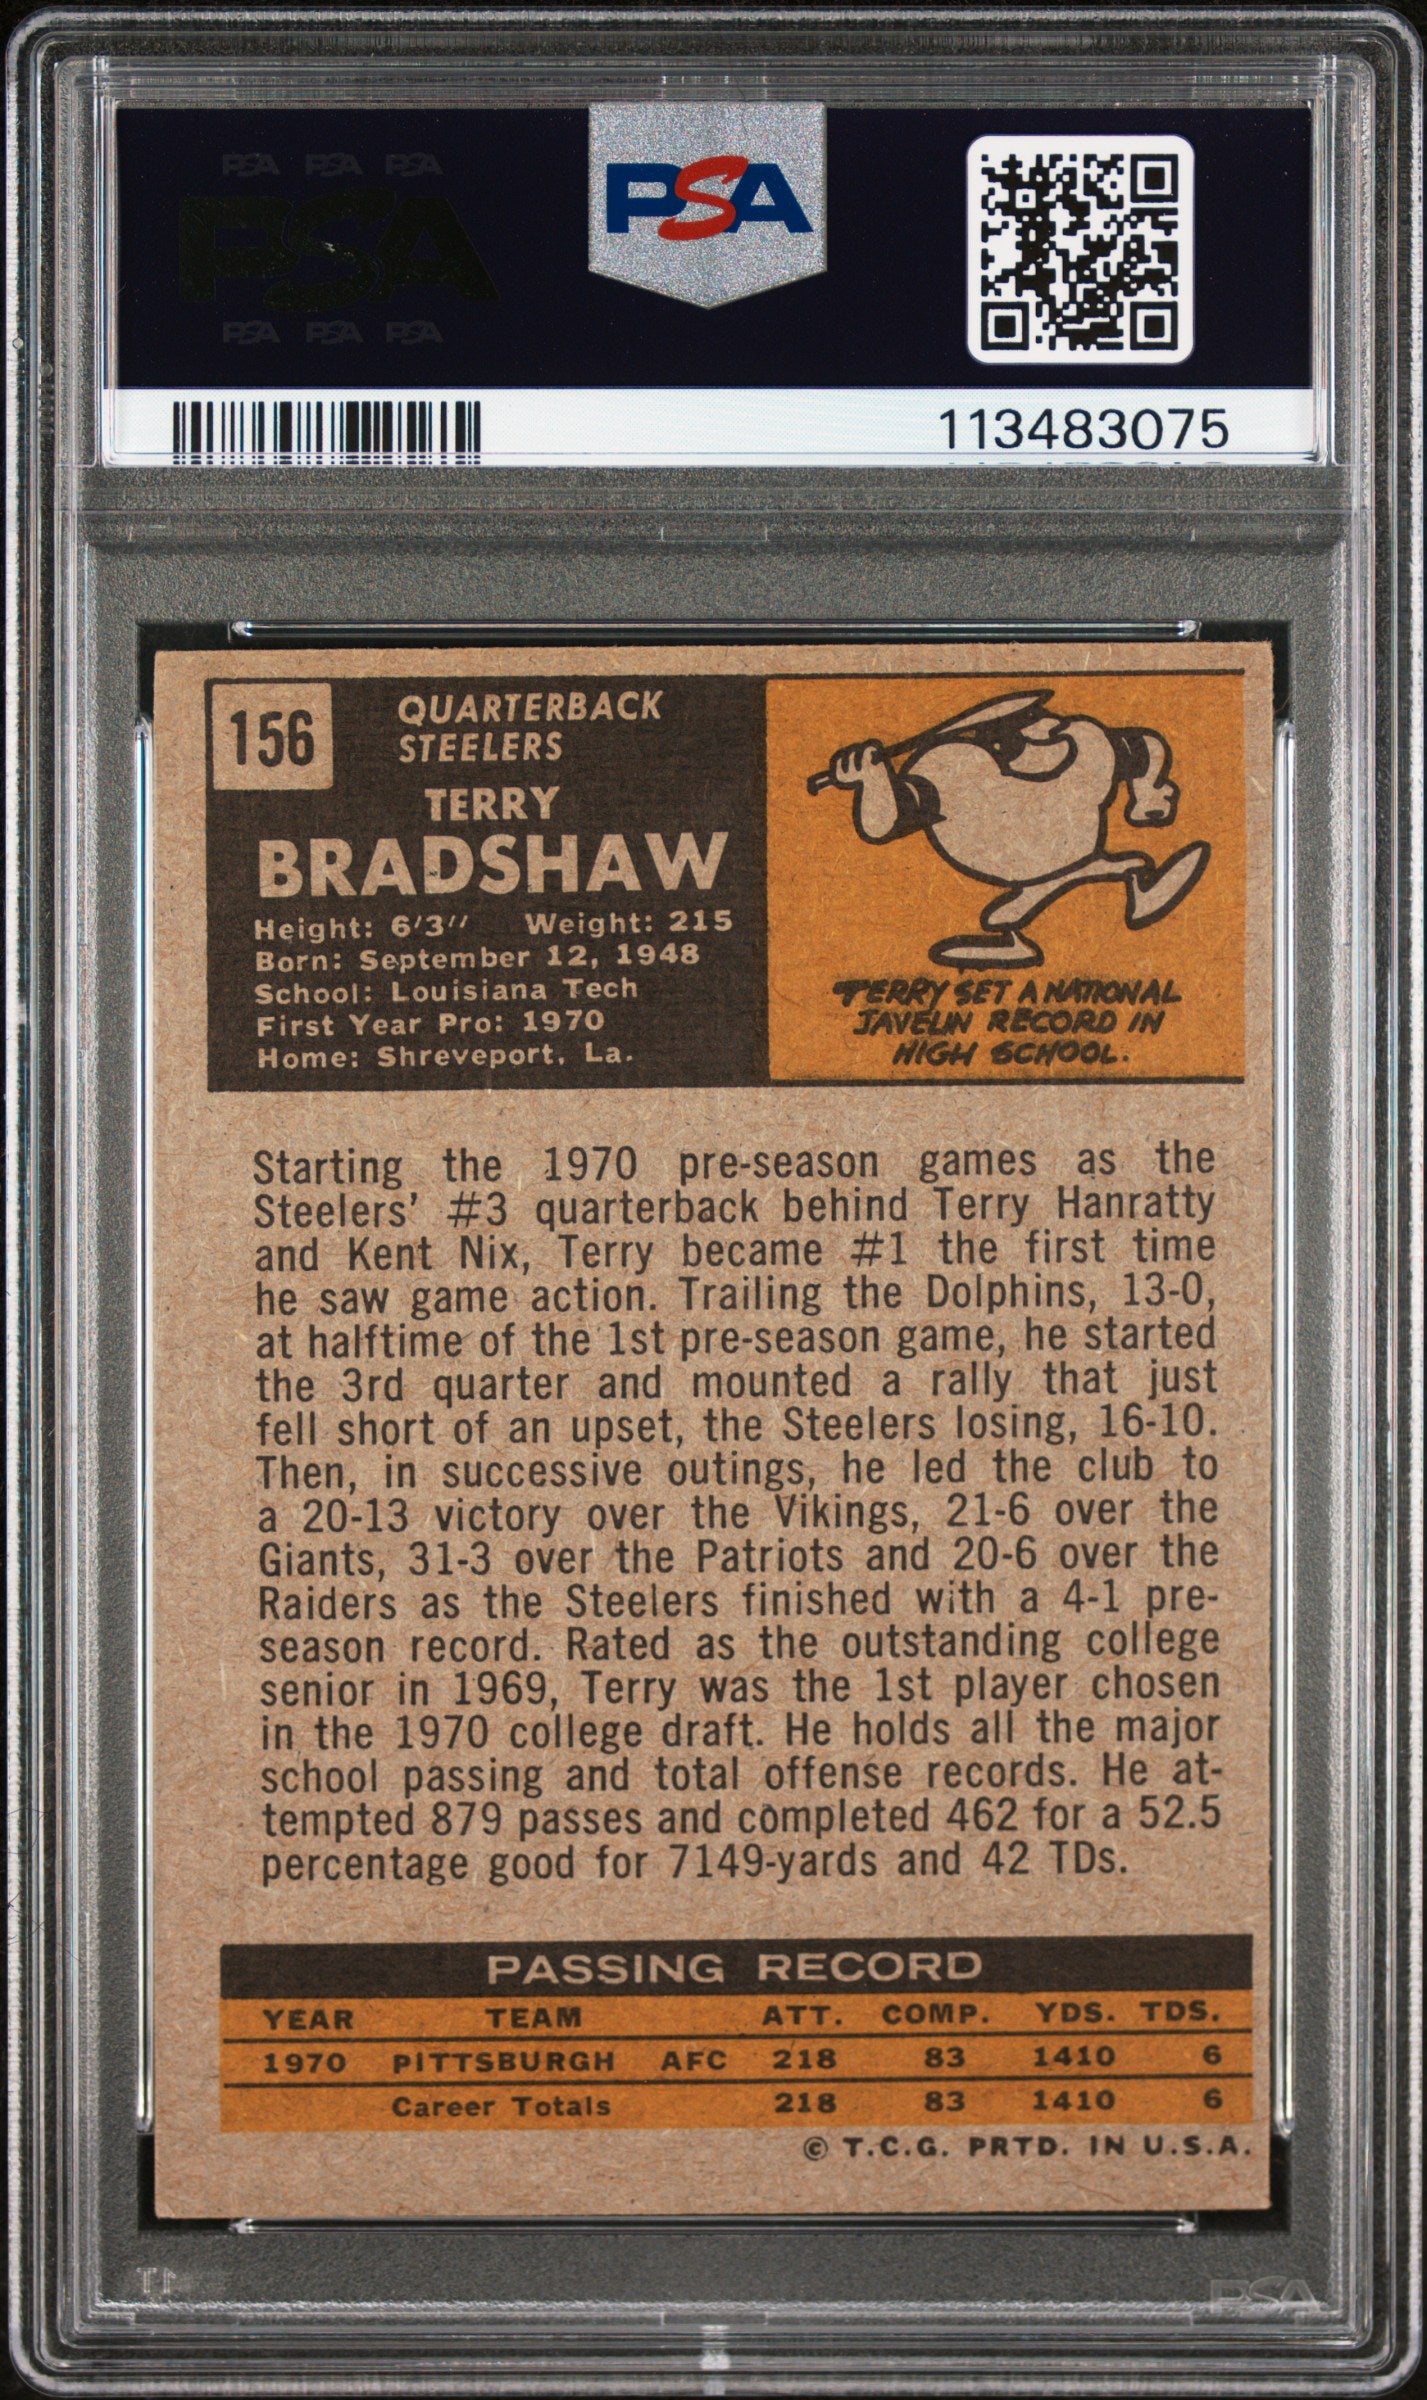 PSA PSA PSA
PSA
PSA PSA PSA
PSA
113483075
156
QUARTERBACK
STEELERS
TERRY
BRADSHAW
Height: 6'3'' Weight: 215
Born: September 12, 1948
School: Louisiana Tech
First Year Pro: 1970
Home: Shreveport, La.
TERRY SET A NATIONAL
JAVELIN RECORD IN
HIGH SCHOOL.
Starting the 1970 pre-season games as the
Steelers' #3 quarterback behind Terry Hanratty
and Kent Nix, Terry became #1 the first time
he saw game action. Trailing the Dolphins, 13-0,
at halftime of the 1st pre-season game, he started
the 3rd quarter and mounted a rally that just
fell short of an upset, the Steelers losing, 16-10.
Then, in successive outings, he led the club to
a 20-13 victory over the Vikings, 21-6 over the
Giants, 31-3 over the Patriots and 20-6 over the
Raiders as the Steelers finished with a 4-1 pre-
season record. Rated as the outstanding college
senior in 1969, Terry was the 1st player chosen
in the 1970 college draft. He holds all the major
school passing and total offense records. He at-
tempted 879 passes and completed 462 for a 52.5
percentage good for 7149-yards and 42 TDs.
PASSING RECORD
YEAR TEAM ATT. COMP. YDS. TDS.
1970 PITTSBURGH AFC 218 83 1410 6
Career Totals 218 83 1410 6
© T.C.G. PRTD. IN U.S.A.
PSA